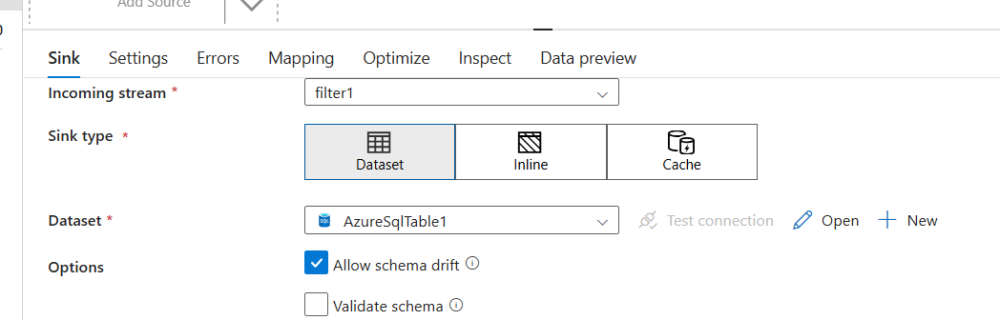 Add Source
Sink Settings Errors Mapping Optimize Inspect Data preview
Incoming stream * filter1
Sink type *
Dataset Inline Cache
Dataset * AzureSqlTable1 Test connection Open New
Options Allow schema drift
Validate schema